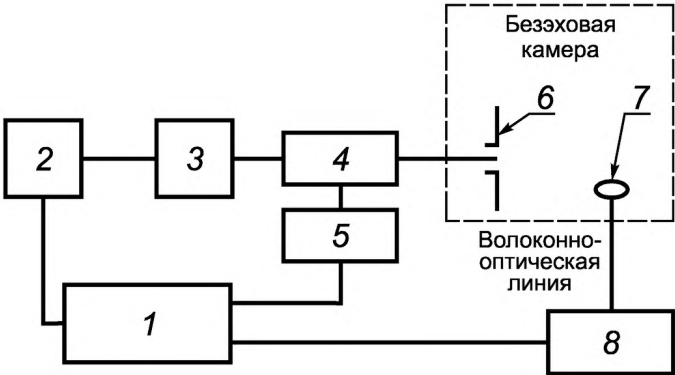 Безэховая
камера
6
7
2
3
4
5
Волоконно-
оптическая
линия
1
8